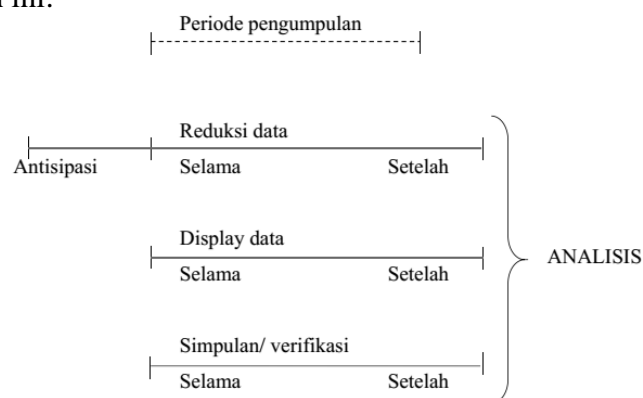 Periode pengumpulan
Reduksi data
Antisipasi Selama Setelah
Display data
Selama Setelah
ANALISIS
Simpulan/ verifikasi
Selama Setelah